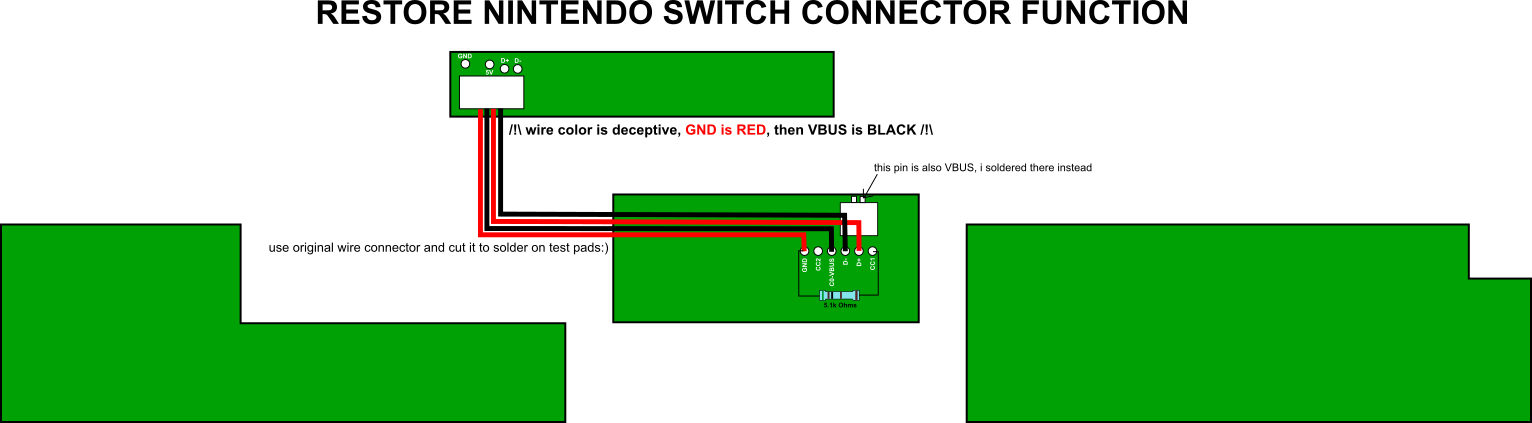 RESTORE NINTENDO SWITCH CONNECTOR FUNCTION
GND
D+ D-
5V
/!\ wire color is deceptive, GND is RED, then VBUS is BLACK /!\
this pin is also VBUS, i soldered there instead
use original wire connector and cut it to solder on test pads:)
GND
CC2
C0-VBUS
D-
D+
CC1
5.1k Ohms